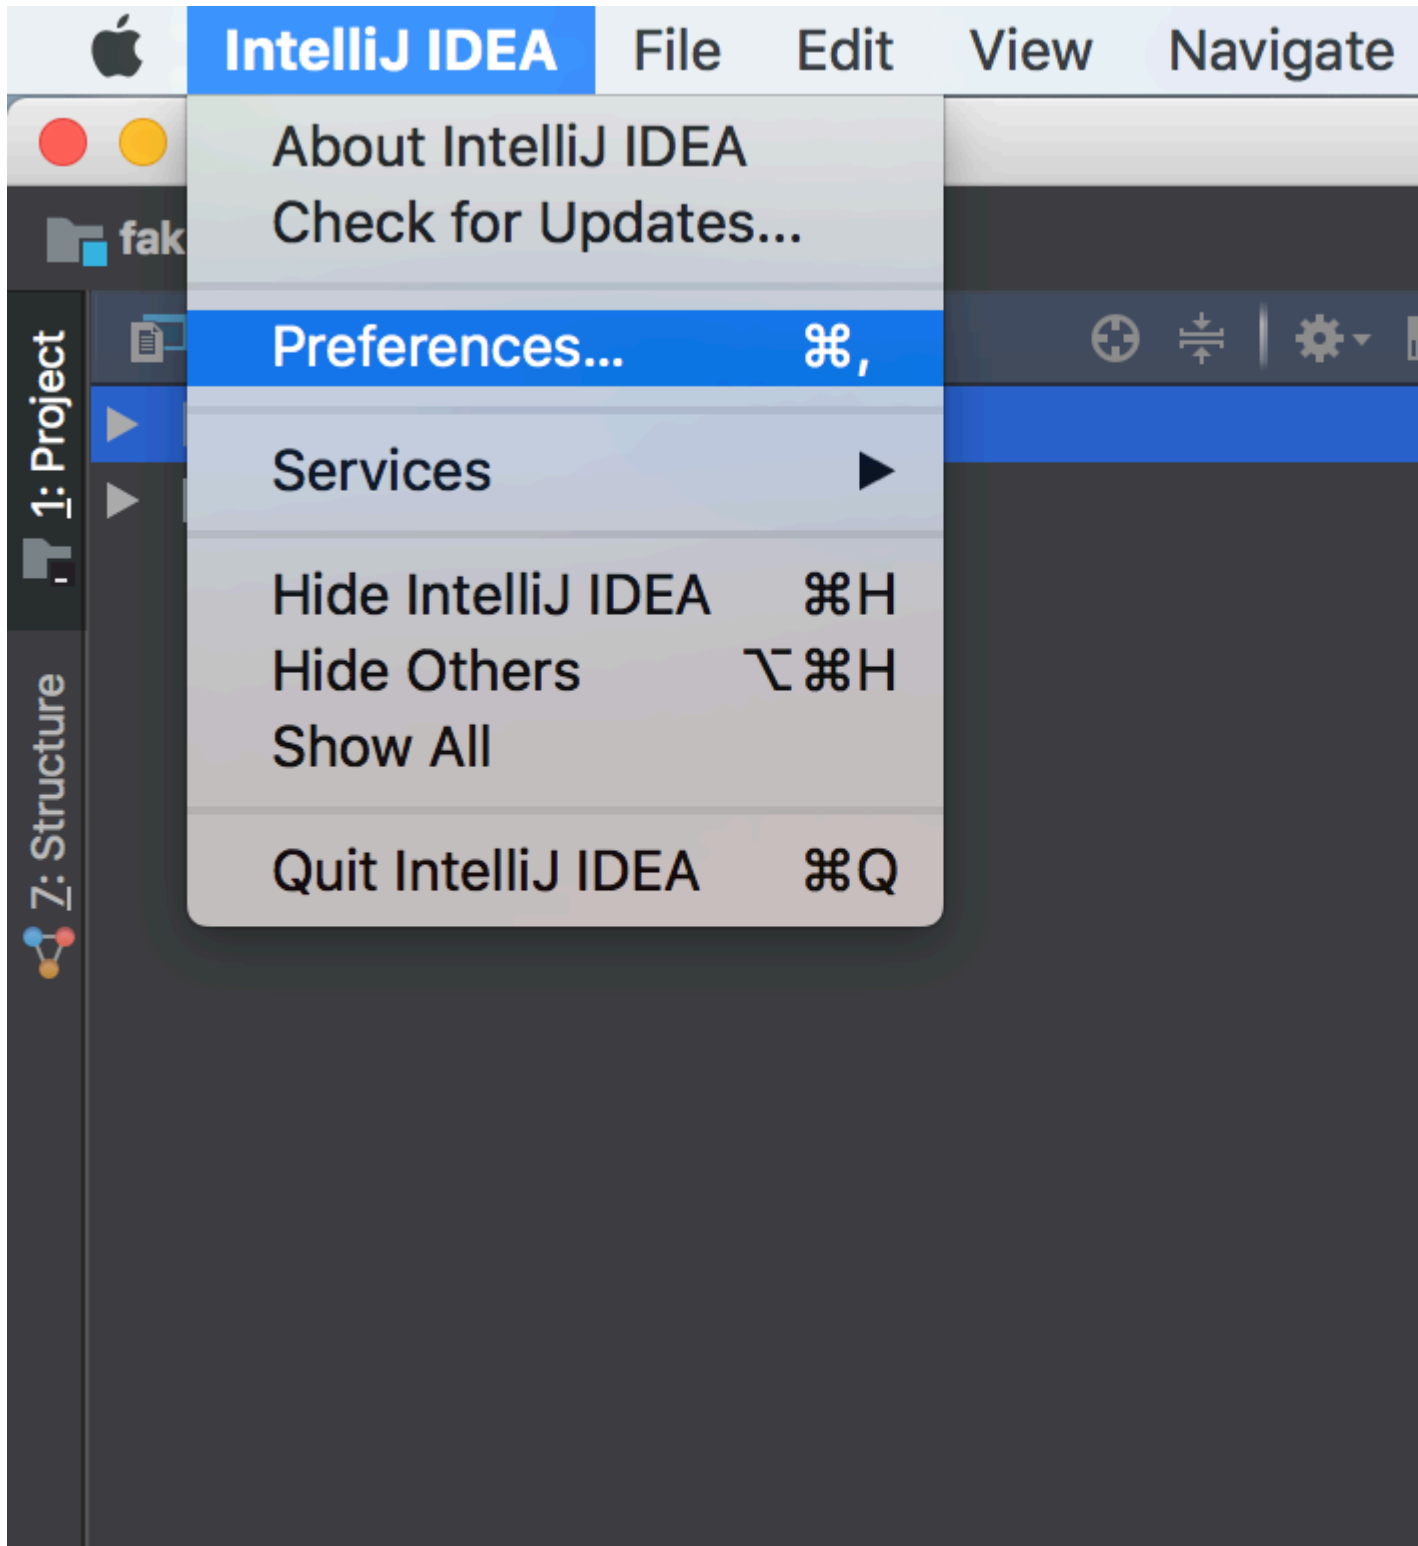 IntelliJ IDEA File Edit View Navigate
About IntelliJ IDEA
Check for Updates...
fak
Preferences... ⌘,
Services
Hide IntelliJ IDEA ⌘H
Hide Others ⌥⌘H
Show All
Quit IntelliJ IDEA ⌘Q
1: Project
7: Structure